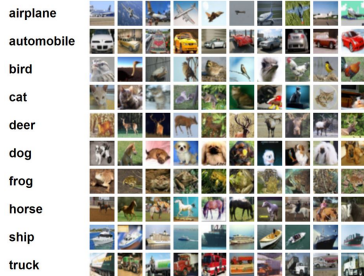 airplane
automobile
bird
cat
deer
dog
frog
horse
ship
truck